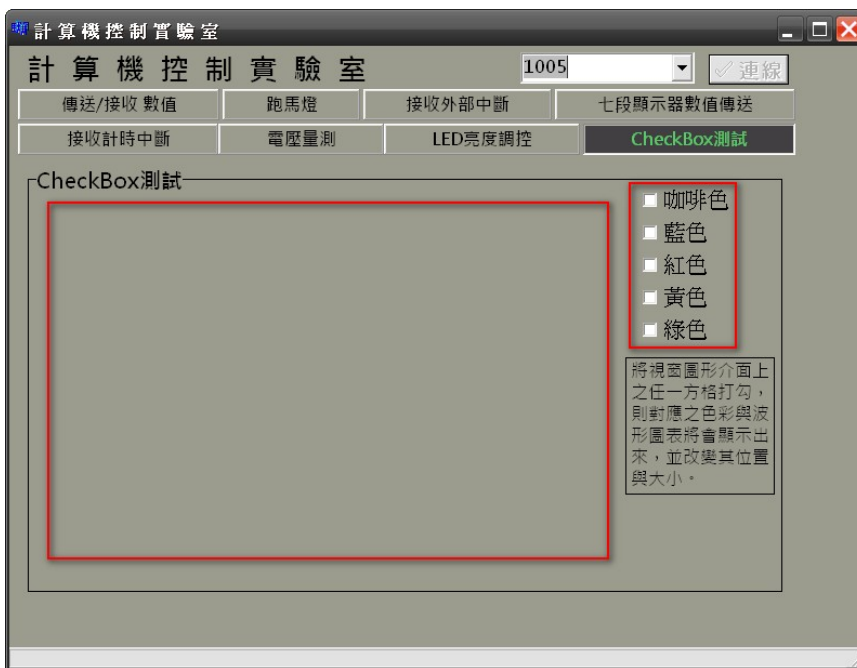 計算機控制實驗室
計算機控制實驗室
1005
連線
傳送/接收 數值
跑馬燈
接收外部中斷
七段顯示器數值傳送
接收計時中斷
電壓量測
LED亮度調控
CheckBox測試
CheckBox測試
咖啡色
藍色
紅色
黃色
綠色
將視窗圖形介面上
之任一方格打勾，
則對應之色彩與波
形圖表將會顯示出
來，並改變其位置
與大小。